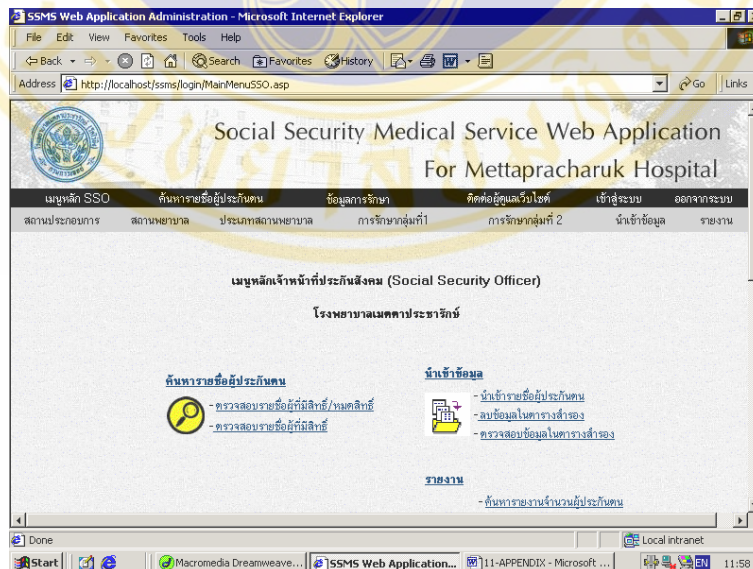 SSMS Web Application Administration - Microsoft Internet Explorer
File Edit View Favorites Tools Help
Back Search Favorites History
Address http://localhost/ssms/login/MainMenuSSO.asp Go Links
Social Security Medical Service Web Application
For Mettapracharuk Hospital
เมนูหลัก SSO ค้นหารายชื่อผู้ประกันตน ข้อมูลการรักษา ติดต่อผู้ดูแลเว็บไซต์ เข้าสู่ระบบ ออกจากระบบ
สถานประกอบการ สถานพยาบาล ประเภทสถานพยาบาล การรักษากลุ่มที่1 การรักษากลุ่มที่ 2 นำเข้าข้อมูล รายงาน
เมนูหลักเจ้าหน้าที่ประกันสังคม (Social Security Officer)
โรงพยาบาลเมตตาประชารักษ์
ค้นหารายชื่อผู้ประกันตน
- ตรวจสอบรายชื่อผู้ที่มีสิทธิ์/หมดสิทธิ์
- ตรวจสอบรายชื่อผู้ที่มีสิทธิ์
นำเข้าข้อมูล
- นำเข้ารายชื่อผู้ประกันตน
- ลบข้อมูลในตารางสำรอง
- ตรวจสอบข้อมูลในตารางสำรอง
รายงาน
- ค้นหารายงานจำนวนผู้ประกันตน
Done Local intranet
Start Macromedia Dreamweave... SSMS Web Application... 11-APPENDIX - Microsoft ... EN 11:58